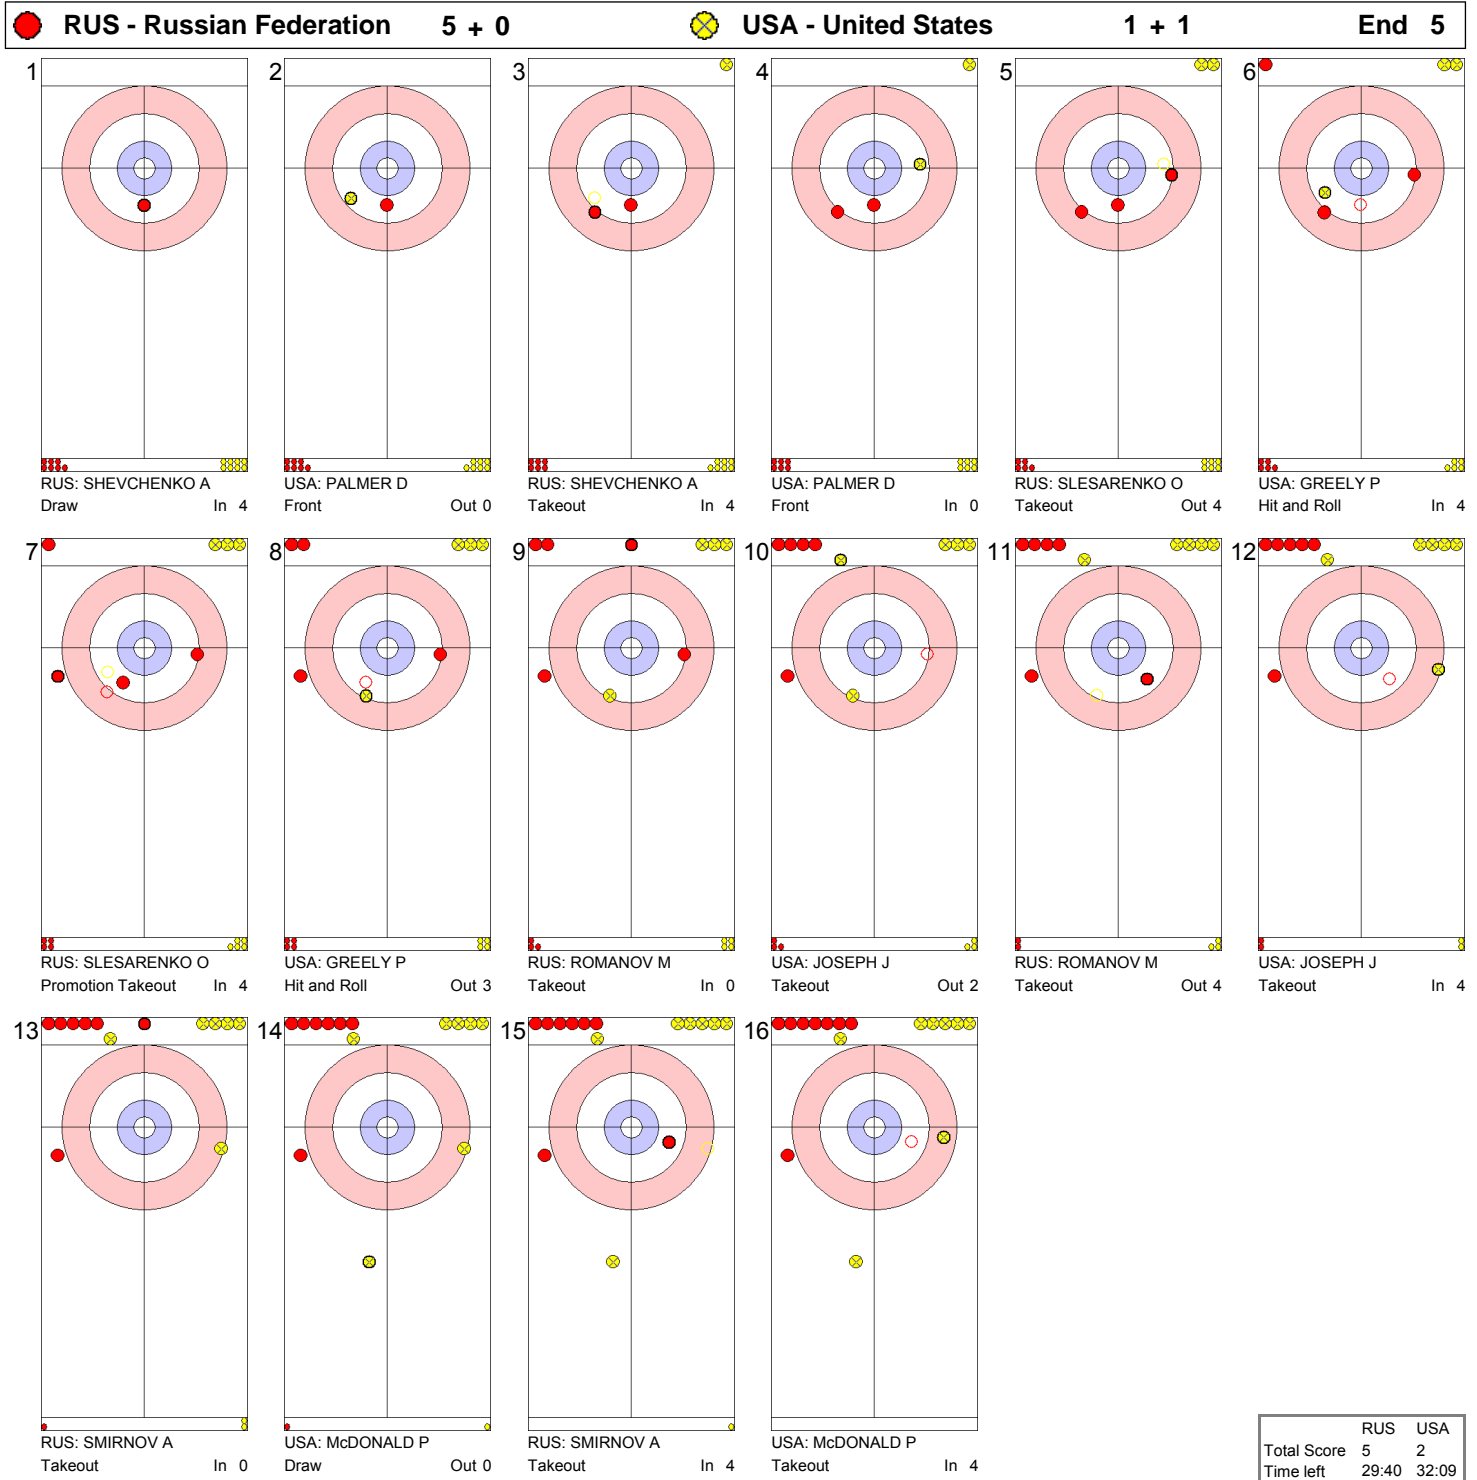 RUS - Russian Federation 5 + 0 USA - United States 1 + 1 End 5
1 2 3 4 5 6
RUS: SHEVCHENKO A USA: PALMER D RUS: SHEVCHENKO A USA: PALMER D RUS: SLESARENKO O USA: GREELY P
Draw In 4 Front Out 0 Takeout In 4 Front In 0 Takeout Out 4 Hit and Roll In 4
7 8 9 10 11 12
RUS: SLESARENKO O USA: GREELY P RUS: ROMANOV M USA: JOSEPH J RUS: ROMANOV M USA: JOSEPH J
Promotion Takeout In 4 Hit and Roll Out 3 Takeout In 0 Takeout Out 2 Takeout Out 4 Takeout In 4
13 14 15 16
RUS: SMIRNOV A USA: McDONALD P RUS: SMIRNOV A USA: McDONALD P
Takeout In 0 Draw Out 0 Takeout In 4 Takeout In 4
RUS USA
Total Score 5 2
Time left 29:40 32:09